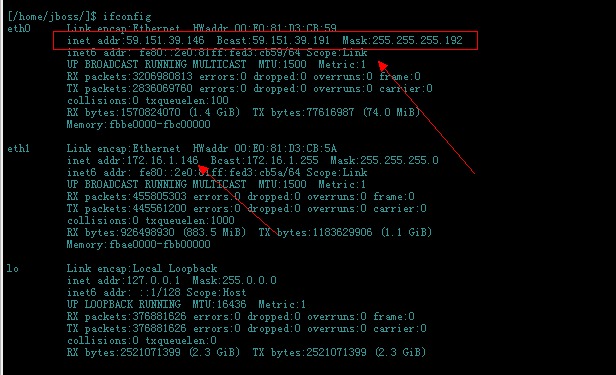 [/home/jboss/]$ ifconfig
eth0 Link encap:Ethernet HWaddr 00:E0:81:D3:CB:59
inet addr:59.151.39.146 Bcast:59.151.39.191 Mask:255.255.255.192
inet6 addr: fe80::2e0:81ff:fed3:cb59/64 Scope:Link
UP BROADCAST RUNNING MULTICAST MTU:1500 Metric:1
RX packets:3206980813 errors:0 dropped:0 overruns:0 frame:0
TX packets:2836069760 errors:0 dropped:0 overruns:0 carrier:0
collisions:0 txqueuelen:100
RX bytes:1570824070 (1.4 GiB) TX bytes:77616987 (74.0 MiB)
Memory:fbbe0000-fbc00000
eth1 Link encap:Ethernet HWaddr 00:E0:81:D3:CB:5A
inet addr:172.16.1.146 Bcast:172.16.1.255 Mask:255.255.255.0
inet6 addr: fe80::2e0:81ff:fed3:cb5a/64 Scope:Link
UP BROADCAST RUNNING MULTICAST MTU:1500 Metric:1
RX packets:455805303 errors:0 dropped:0 overruns:0 frame:0
TX packets:445561200 errors:0 dropped:0 overruns:0 carrier:0
collisions:0 txqueuelen:1000
RX bytes:926498930 (883.5 MiB) TX bytes:1183629906 (1.1 GiB)
Memory:fbae0000-fbb00000
lo Link encap:Local Loopback
inet addr:127.0.0.1 Mask:255.0.0.0
inet6 addr: ::1/128 Scope:Host
UP LOOPBACK RUNNING MTU:16436 Metric:1
RX packets:376881626 errors:0 dropped:0 overruns:0 frame:0
TX packets:376881626 errors:0 dropped:0 overruns:0 carrier:0
collisions:0 txqueuelen:0
RX bytes:2521071399 (2.3 GiB) TX bytes:2521071399 (2.3 GiB)